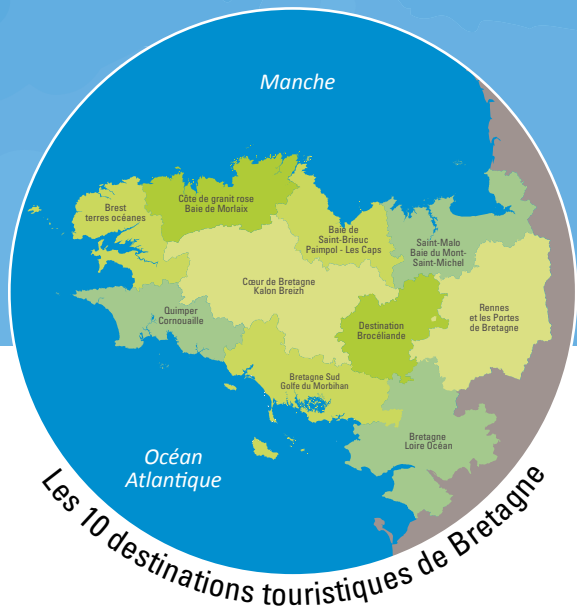 Manche
Brest
terres océanes
Côte de granit rose
Baie de Morlaix
Baie de
Saint-Brieuc
Paimpol - Les Caps
Saint-Malo
Baie du Mont-
Saint-Michel
Cœur de Bretagne
Kalon Breizh
Quimper
Cornouaille
Destination
Brocéliande
Rennes
et les Portes
de Bretagne
Bretagne Sud
Golfe du Morbihan
Bretagne
Loire Océan
Océan
Atlantique
Les 10 destinations touristiques de Bretagne